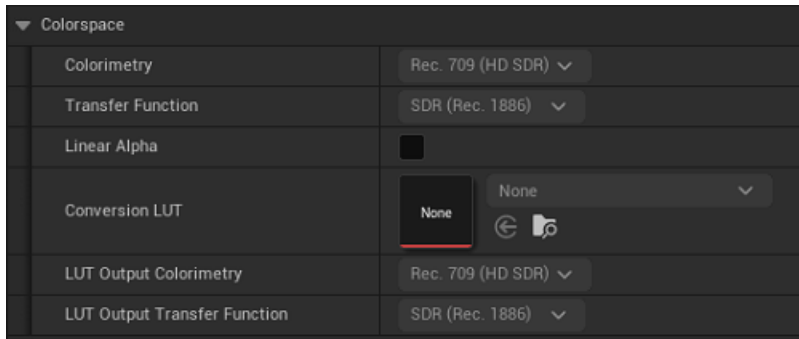 Colorspace
Colorimetry Rec. 709 (HD SDR)
Transfer Function SDR (Rec. 1886)
Linear Alpha
Conversion LUT None None
LUT Output Colorimetry Rec. 709 (HD SDR)
LUT Output Transfer Function SDR (Rec. 1886)